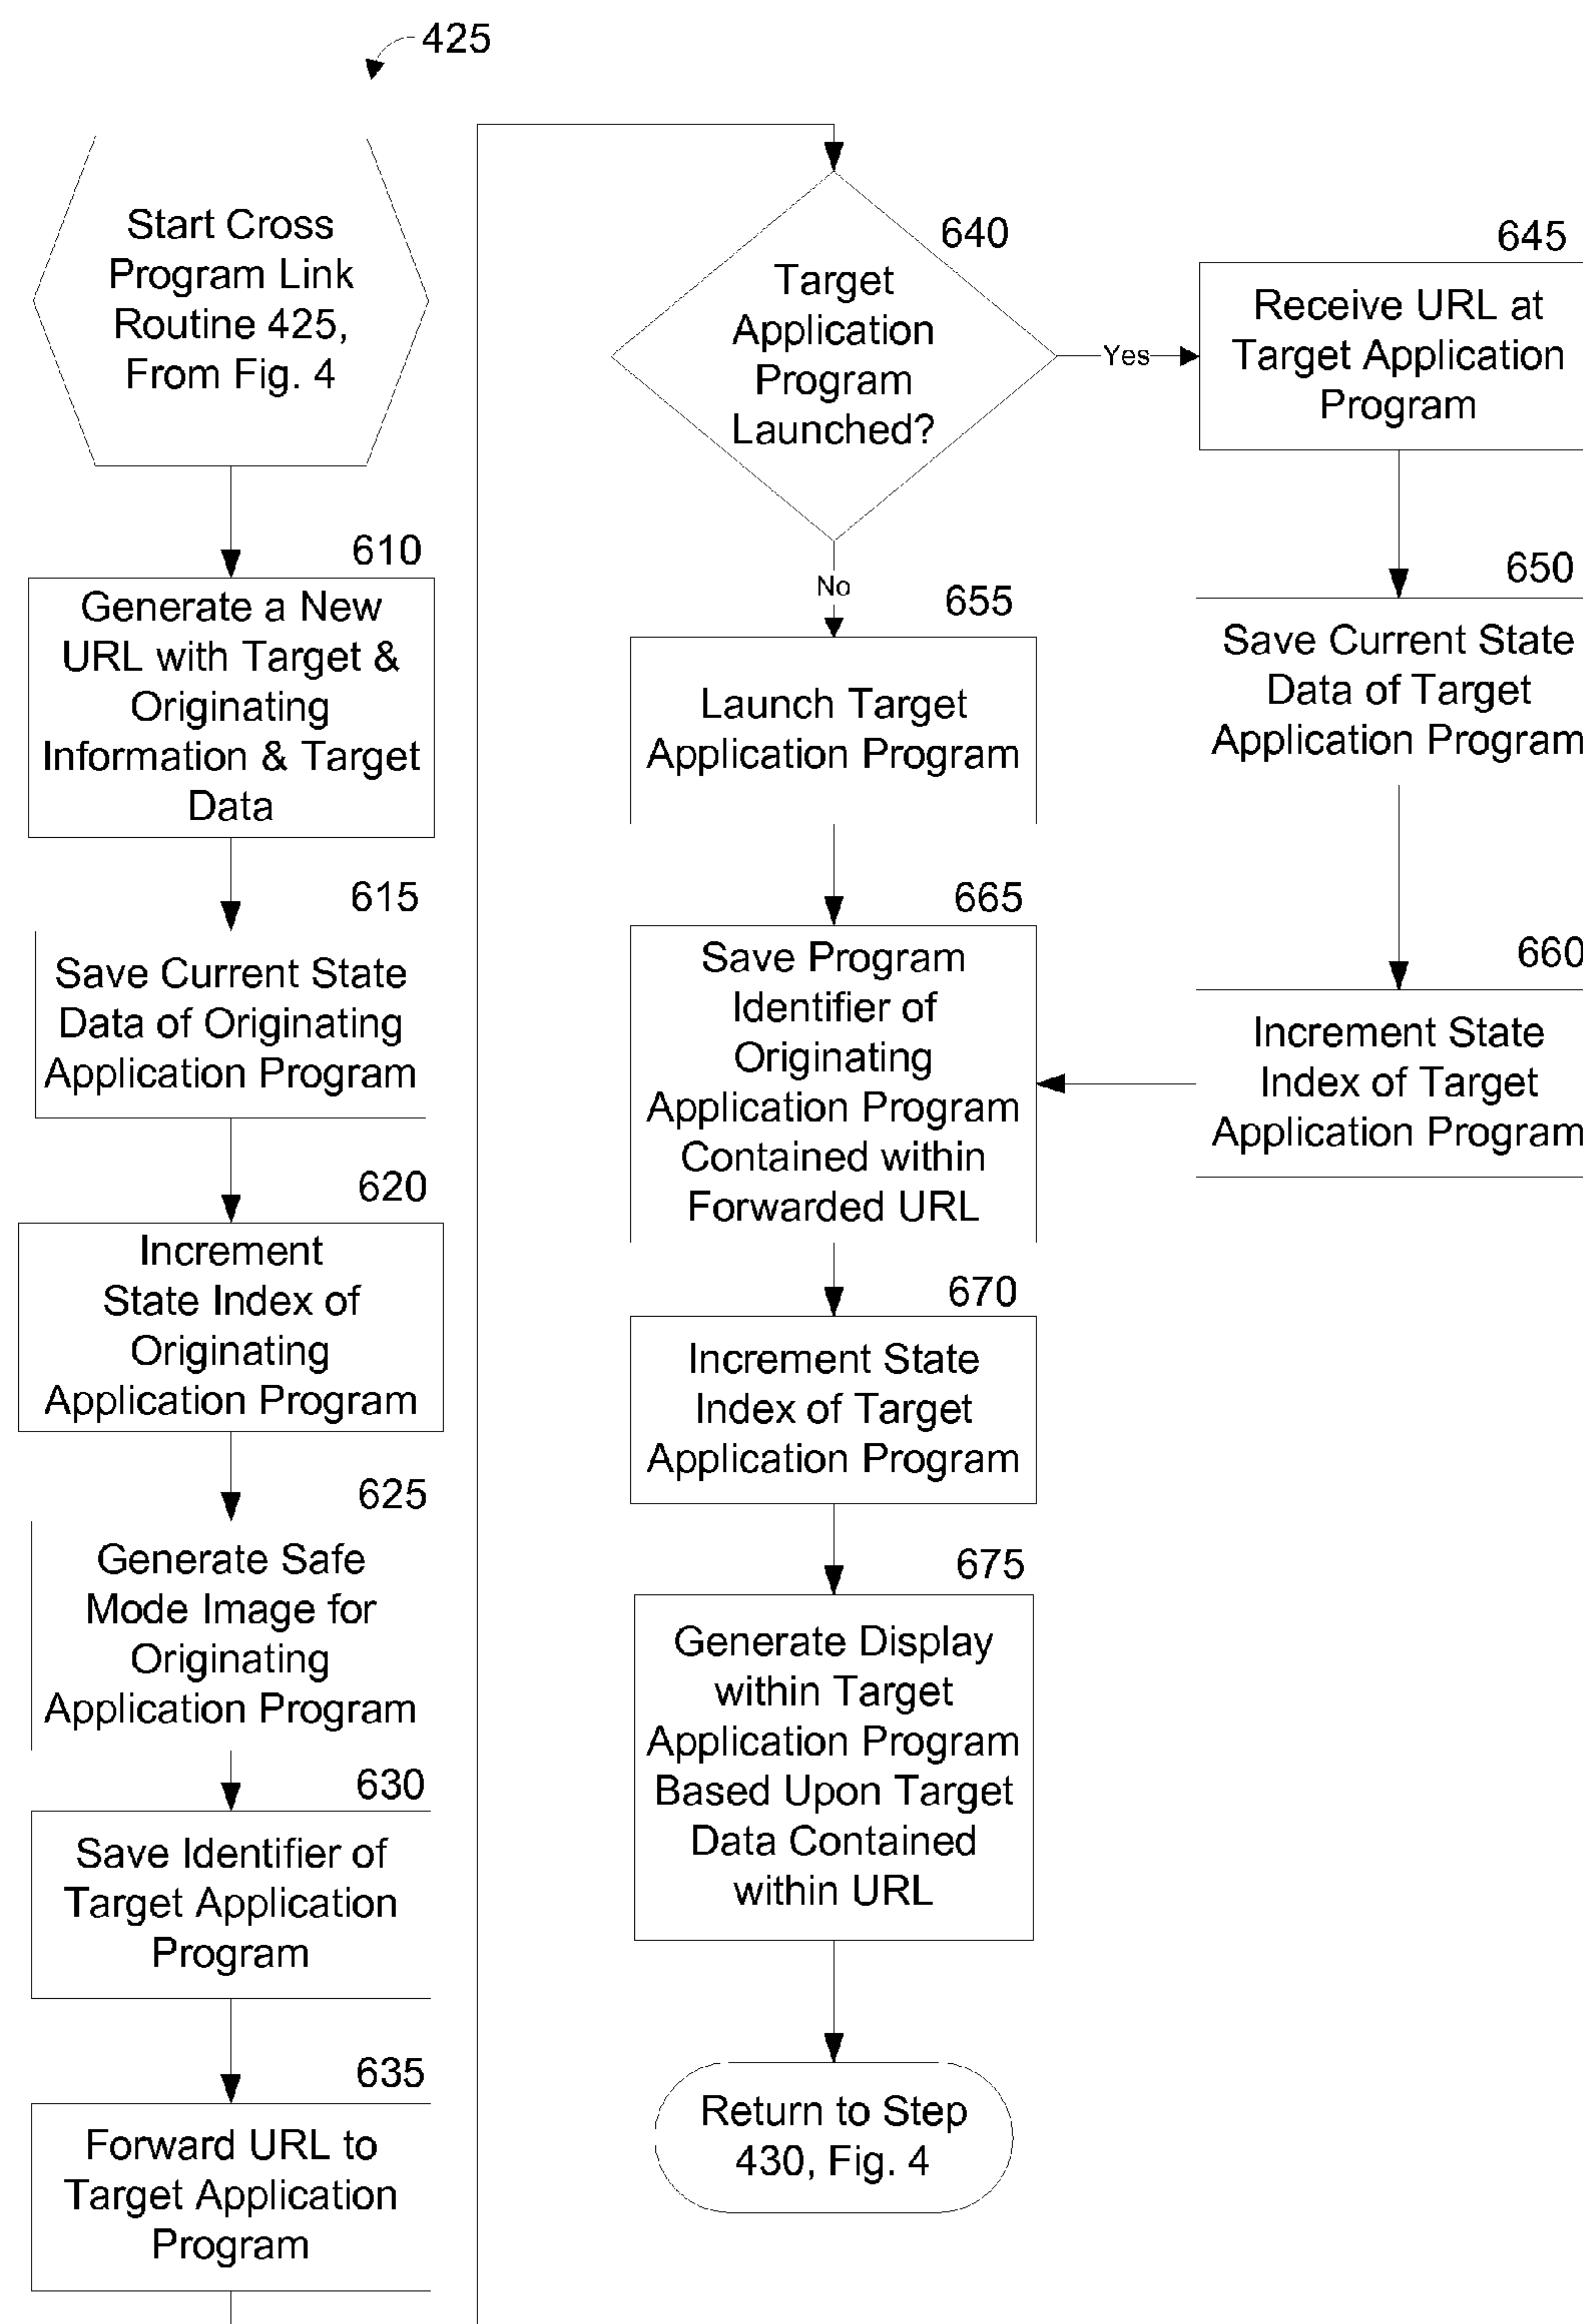 425
Start Cross
Program Link
Routine 425,
From Fig. 4
610
Generate a New
URL with Target &
Originating
Information & Target
Data
615
Save Current State
Data of Originating
Application Program
620
Increment
State Index of
Originating
Application Program
625
Generate Safe
Mode Image for
Originating
Application Program
630
Save Identifier of
Target Application
Program
635
Forward URL to
Target Application
Program
640
Target
Application
Program
Launched?
Yes
No
645
Receive URL at
Target Application
Program
650
Save Current State
Data of Target
Application Program
660
Increment State
Index of Target
Application Program
655
Launch Target
Application Program
665
Save Program
Identifier of
Originating
Application Program
Contained within
Forwarded URL
670
Increment State
Index of Target
Application Program
675
Generate Display
within Target
Application Program
Based Upon Target
Data Contained
within URL
Return to Step
430, Fig. 4